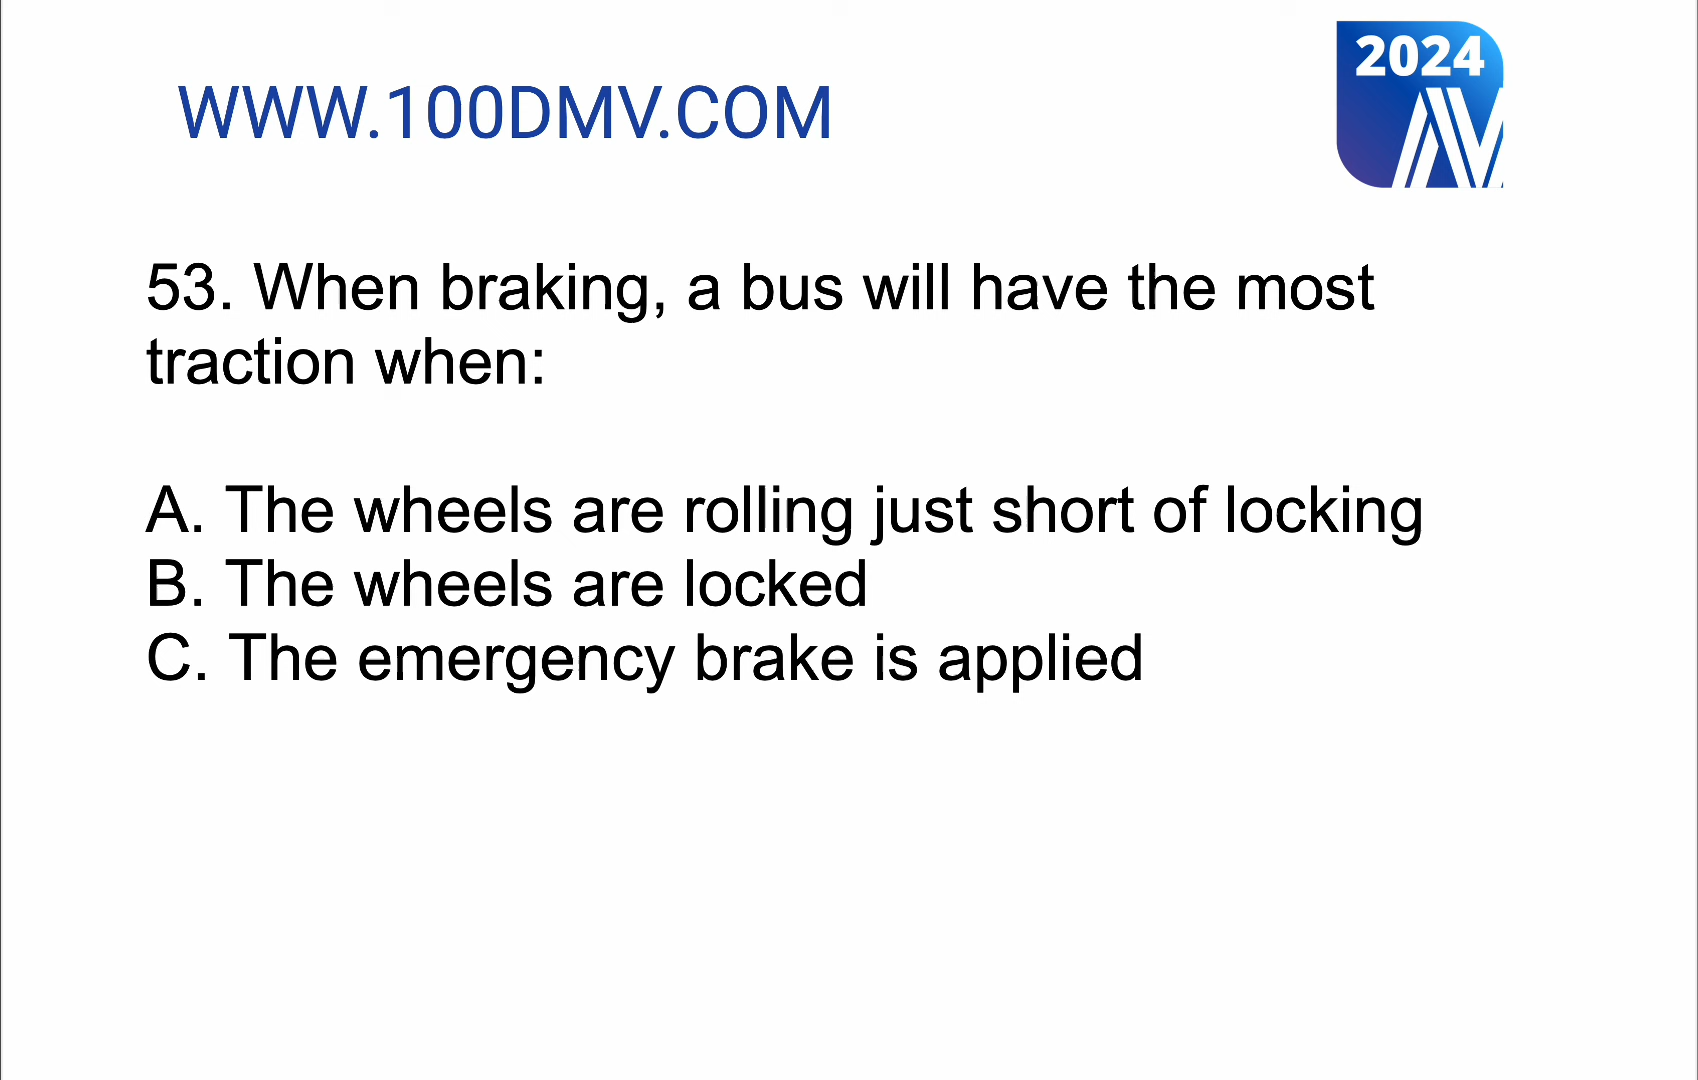 2024
WWW.100DMV.COM
53. When braking, a bus will have the most
traction when:
A. The wheels are rolling just short of locking
B. The wheels are locked
C. The emergency brake is applied